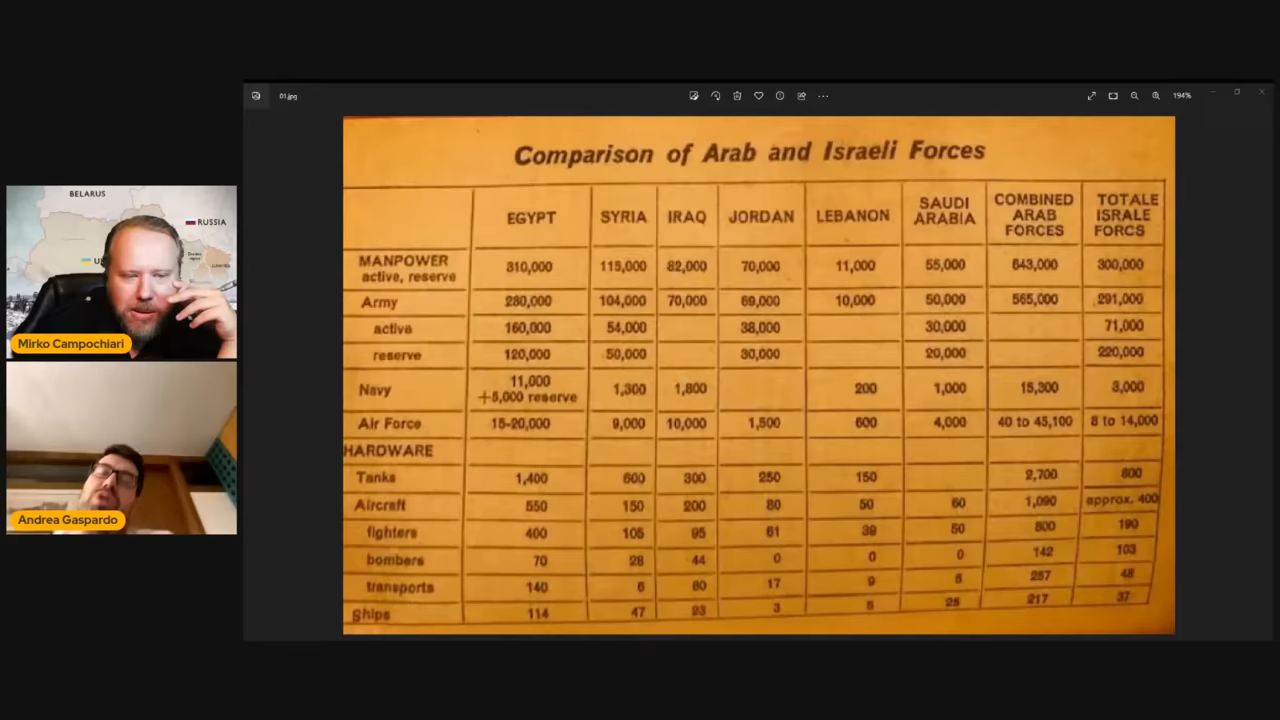 01.jpg
194%
Comparison of Arab and Israeli Forces
EGYPT SYRIA IRAQ JORDAN LEBANON SAUDI ARABIA COMBINED ARAB FORCES TOTALE ISRALE FORCS
MANPOWER active, reserve 310,000 115,000 82,000 70,000 11,000 55,000 643,000 300,000
Army 280,000 104,000 70,000 69,000 10,000 50,000 565,000 291,000
active 160,000 54,000 38,000 30,000 71,000
reserve 120,000 50,000 30,000 20,000 220,000
Navy 11,000 +5,000 reserve 1,300 1,800 200 1,000 15,300 3,000
Air Force 15-20,000 9,000 10,000 1,500 600 4,000 40 to 45,100 8 to 14,000
HARDWARE
Tanks 1,400 600 300 250 150 2,700 800
Aircraft 550 150 200 80 50 60 1,090 approx. 400
fighters 400 105 95 61 39 50 800 190
bombers 70 28 44 0 0 0 142 103
transports 140 6 80 17 9 5 257 48
Ships 114 47 23 3 5 25 217 37
BELARUS
RUSSIA
Mirko Campochiari
Andrea Gaspardo